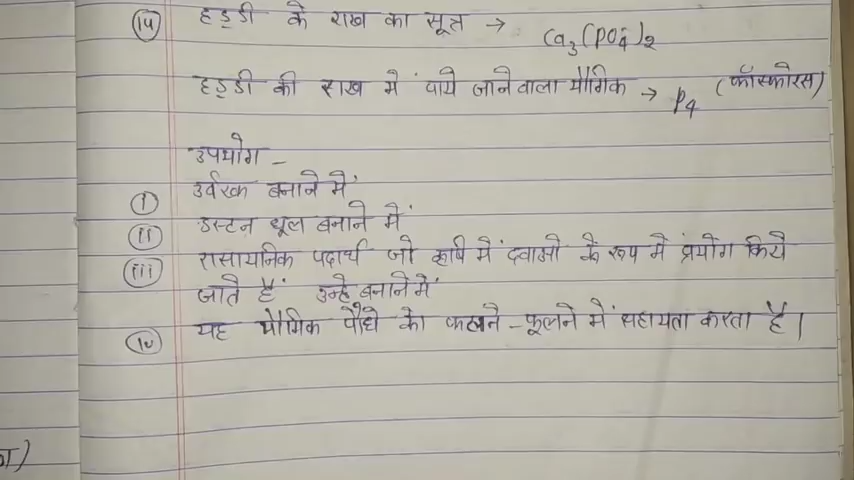 (१४) हड्डी के राख का सूत्र → Ca3(PO4)2
हड्डी की राख में पाये जाने वाला यौगिक → P4 (फॉस्फोरस)
उपयोग –
(i) उर्वरक बनाने में
(ii) डस्टन धूल बनाने में
(iii) रासायनिक पदार्थ जो कृषि में दवाओ के रूप में प्रयोग किये
जाते हैं उन्हे बनाने में
(iv) यह यौगिक पौधे को फलने – फूलने में सहायता करता है।